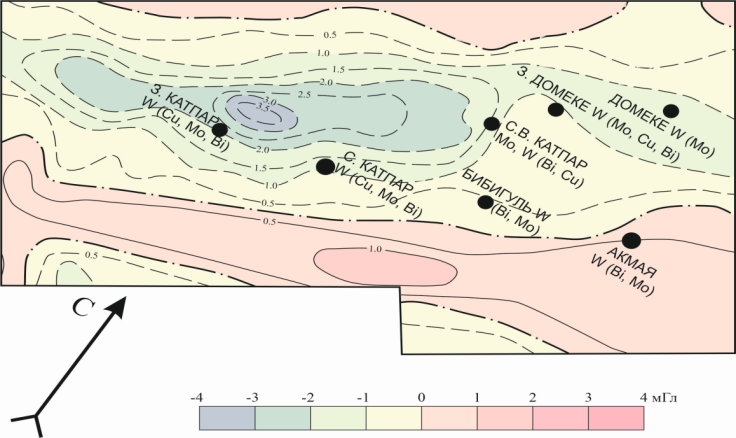 0.5
1.0
1.5
2.0
2.5
3.0
3.5
З. КАТПАР
W (Cu, Mo, Bi)
З. ДОМЕКЕ W (Mo, Cu, Bi)
ДОМЕКЕ W (Mo)
С.В. КАТПАР
Mo, W (Bi, Cu)
2.0
1.5
1.0
0.5
С. КАТПАР
W (Cu, Mo, Bi)
БИБИГУЛЬ W
(Bi, Mo)
0.5
1.0
АКМАЯ
W (Bi, Mo)
0.5
С
-4 -3 -2 -1 0 1 2 3 4 мГл